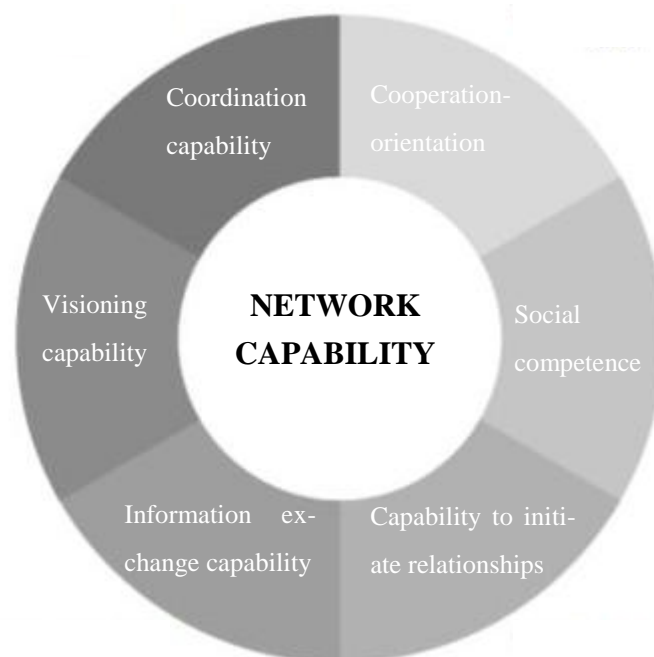 Coordination
capability
Cooperation-
orientation
Visioning
capability
NETWORK
CAPABILITY
Social
competence
Information ex-
change capability
Capability to initi-
ate relationships